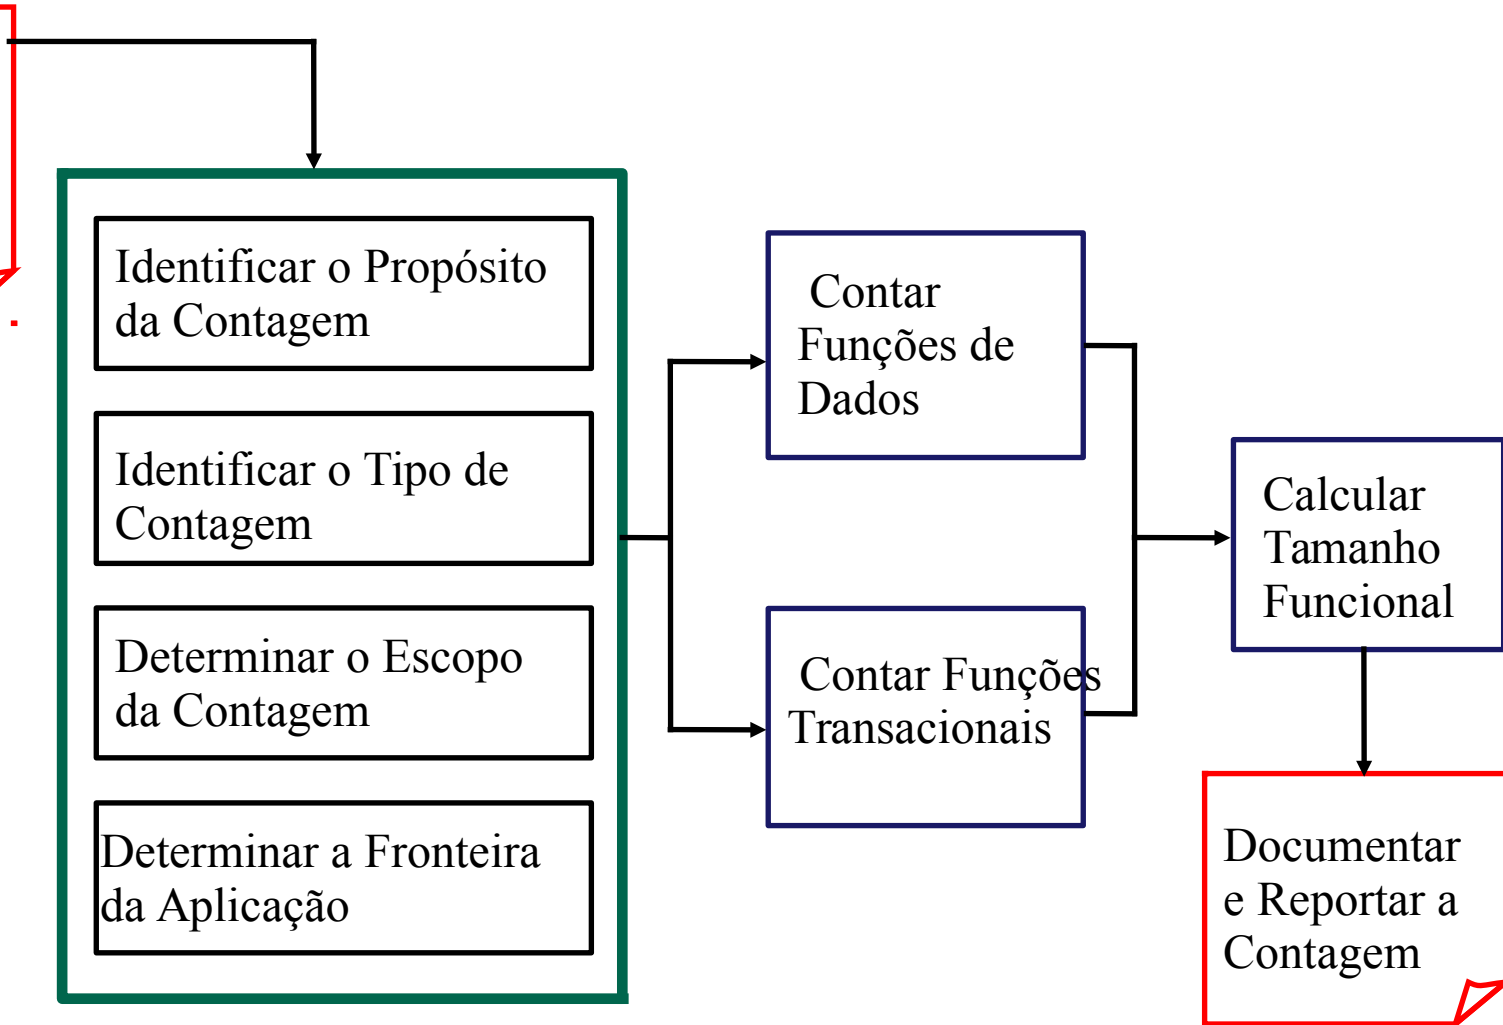 Identificar o Propósito
da Contagem
Identificar o Tipo de
Contagem
Determinar o Escopo
da Contagem
Determinar a Fronteira
da Aplicação
Contar
Funções de
Dados
Contar Funções
Transacionais
Calcular
Tamanho
Funcional
Documentar
e Reportar a
Contagem